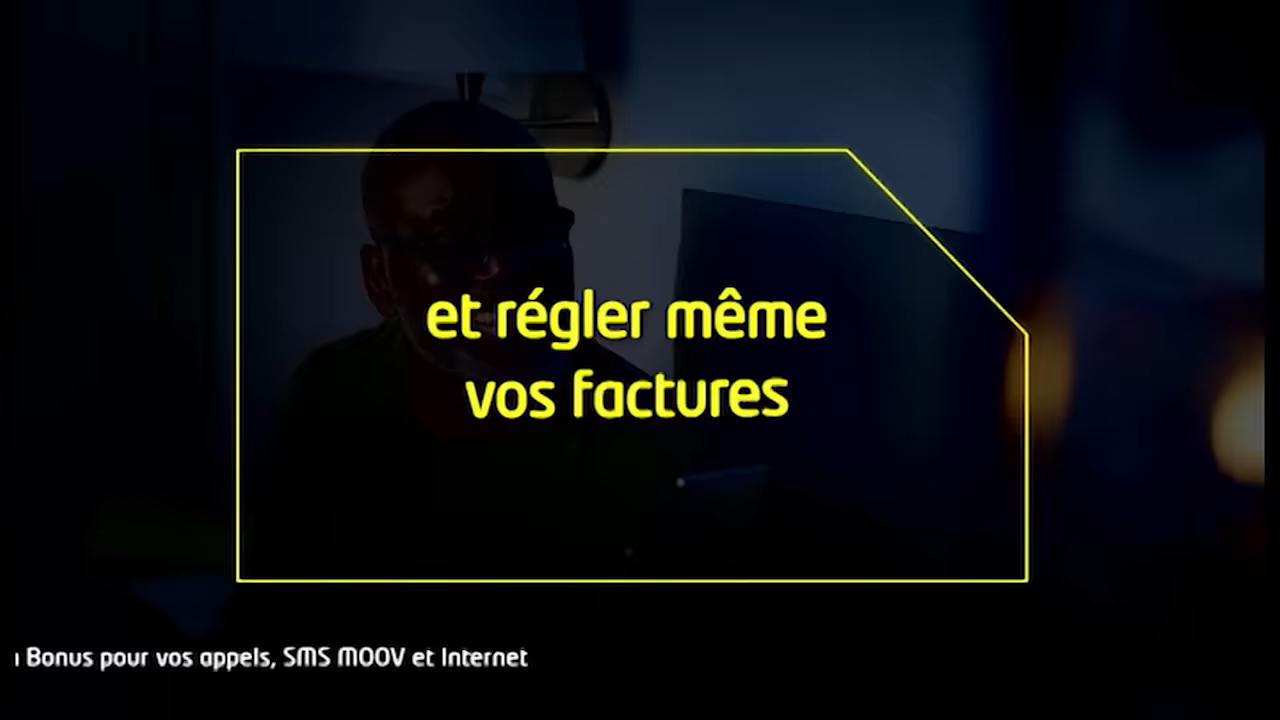 et régler même
vos factures
Bonus pour vos appels, SMS MOOV et Internet